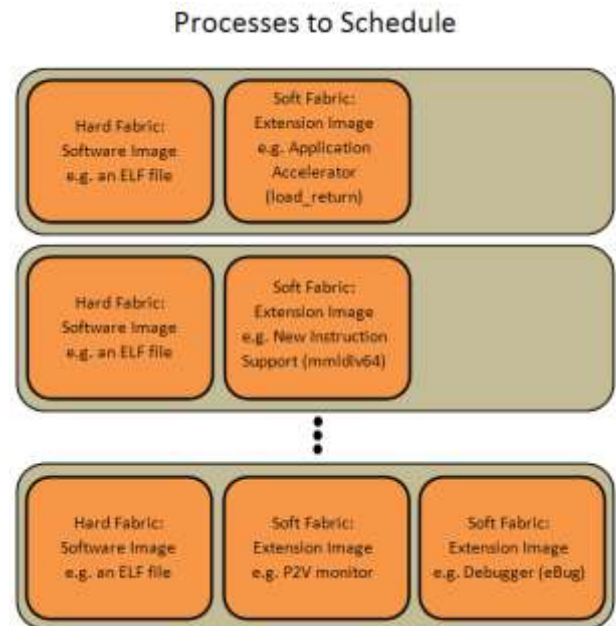 Processes to Schedule
Hard Fabric:
Software Image
e.g. an ELF file
Soft Fabric:
Extension Image
e.g. Application
Accelerator
(load_return)
Hard Fabric:
Software Image
e.g. an ELF file
Soft Fabric:
Extension Image
e.g. New Instruction
Support (mmldlv64)
Hard Fabric:
Software Image
e.g. an ELF file
Soft Fabric:
Extension Image
e.g. P2V monitor
Soft Fabric:
Extension Image
e.g. Debugger (eBug)